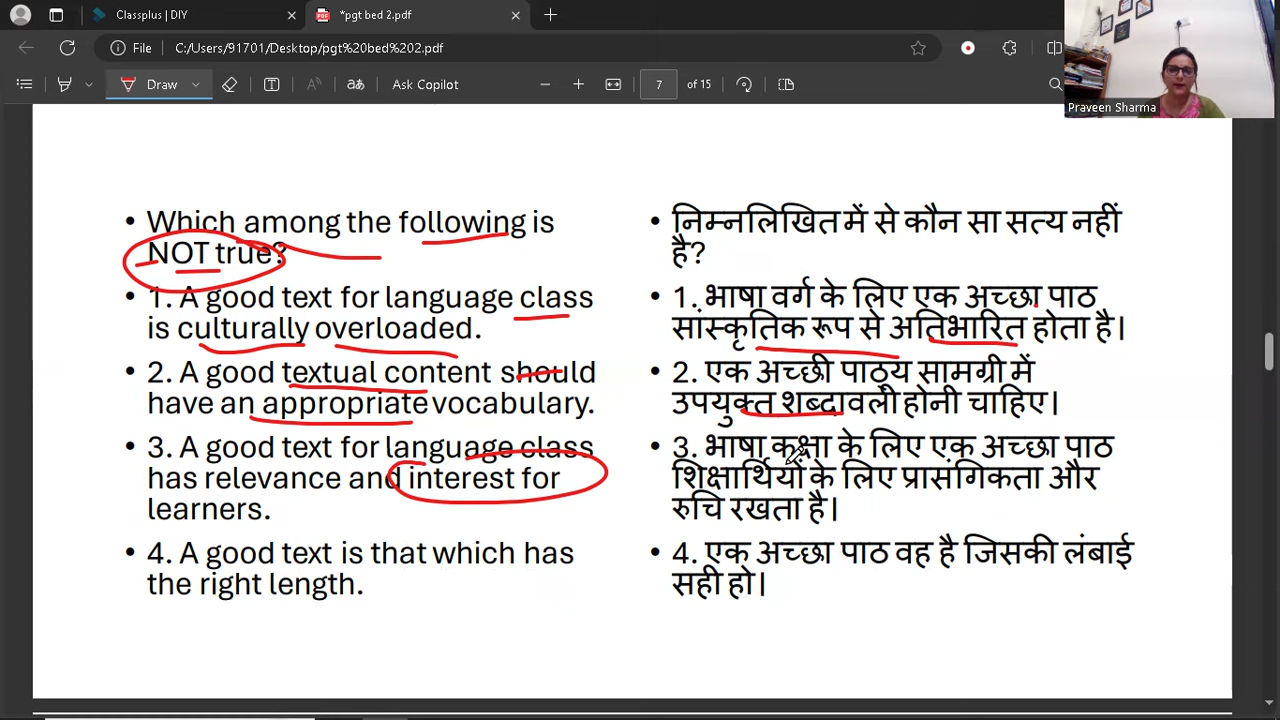 Classplus | DIY
*pgt bed 2.pdf
File
C:/Users/91701/Desktop/pgt%20bed%202.pdf
Draw
Ask Copilot
7
of 15
Praveen Sharma
• Which among the following is
NOT true?
• 1. A good text for language class
is culturally overloaded.
• 2. A good textual content should
have an appropriate vocabulary.
• 3. A good text for language class
has relevance and interest for
learners.
• 4. A good text is that which has
the right length.
• निम्नलिखित में से कौन सा सत्य नहीं
है?
• 1. भाषा वर्ग के लिए एक अच्छा पाठ
सांस्कृतिक रूप से अतिभारित होता है।
• 2. एक अच्छी पाठ्य सामग्री में
उपयुक्त शब्दावली होनी चाहिए।
• 3. भाषा कक्षा के लिए एक अच्छा पाठ
शिक्षार्थियों के लिए प्रासंगिकता और
रुचि रखता है।
• 4. एक अच्छा पाठ वह है जिसकी लंबाई
सही हो।